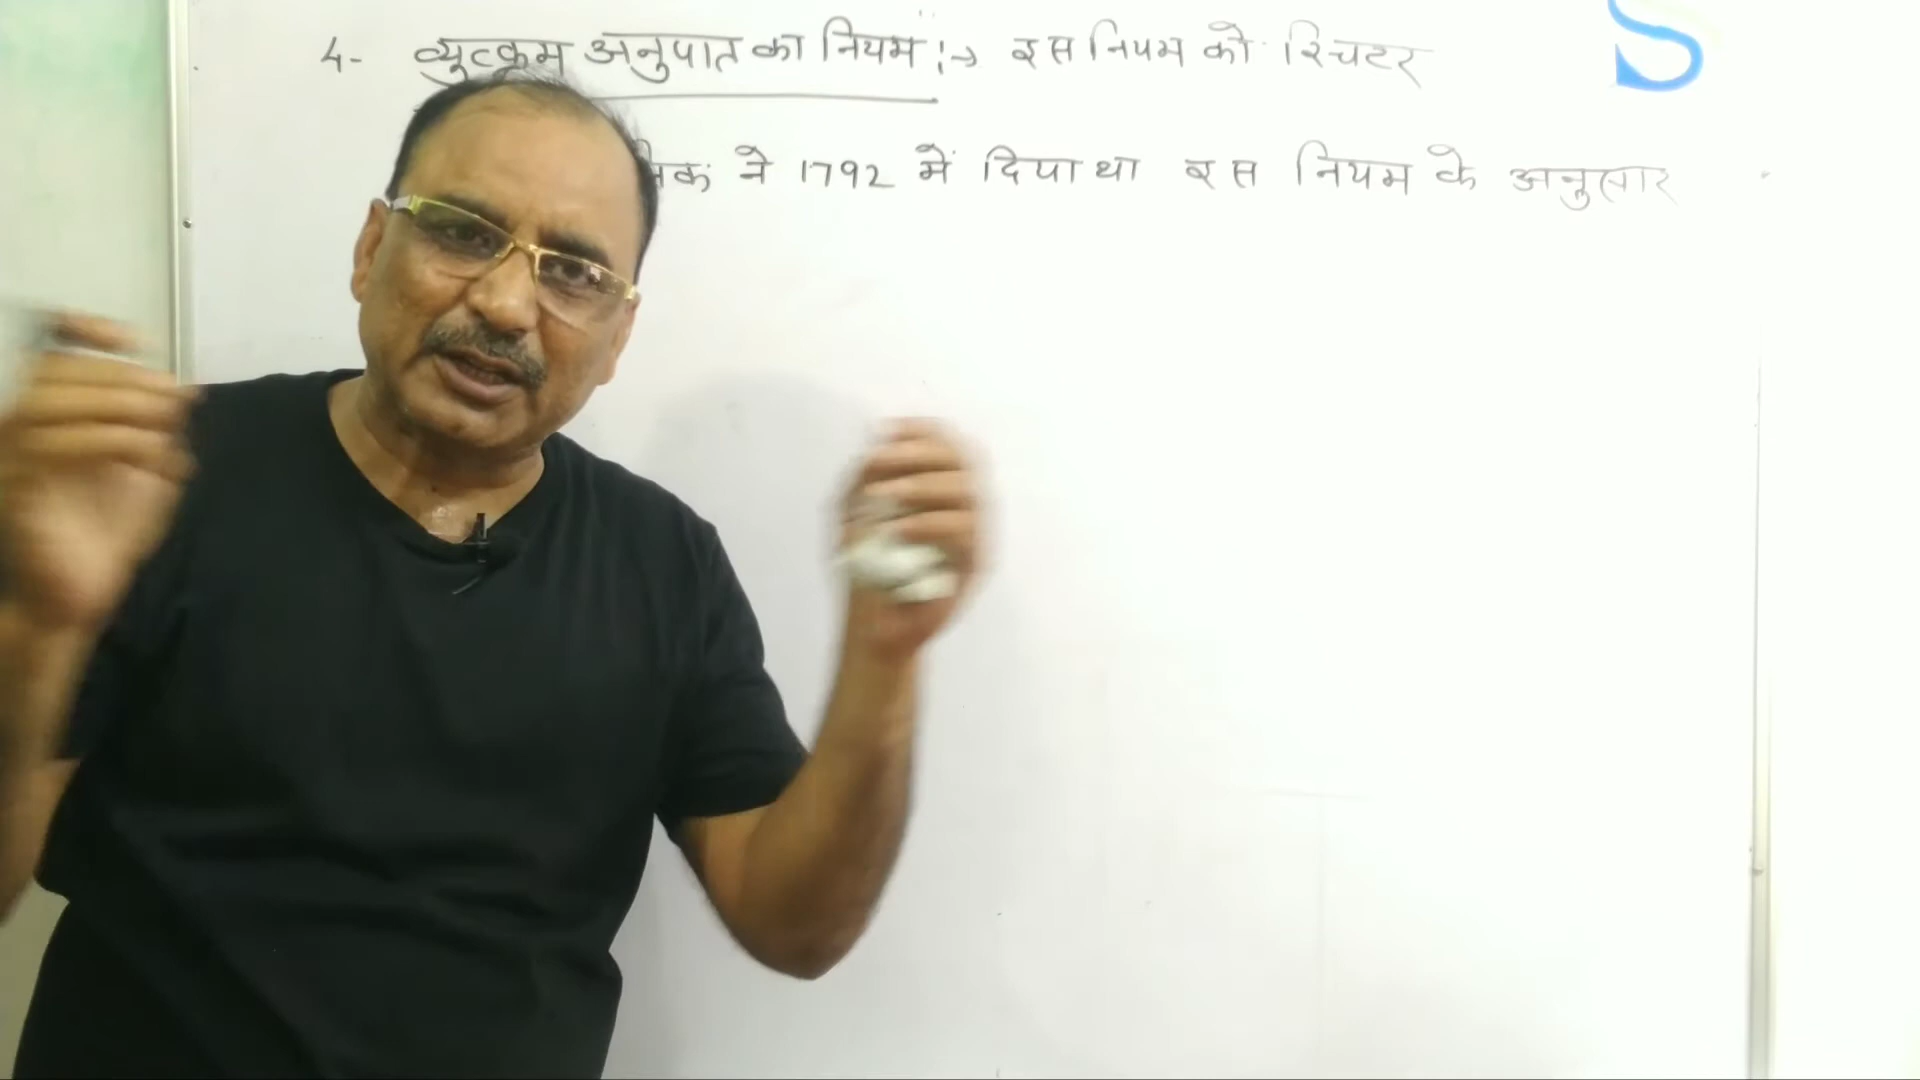 4- व्युत्क्रम अनुपात का नियम :→ इस नियम को रिचटर
ने 1792 में दिया था इस नियम के अनुसार
S